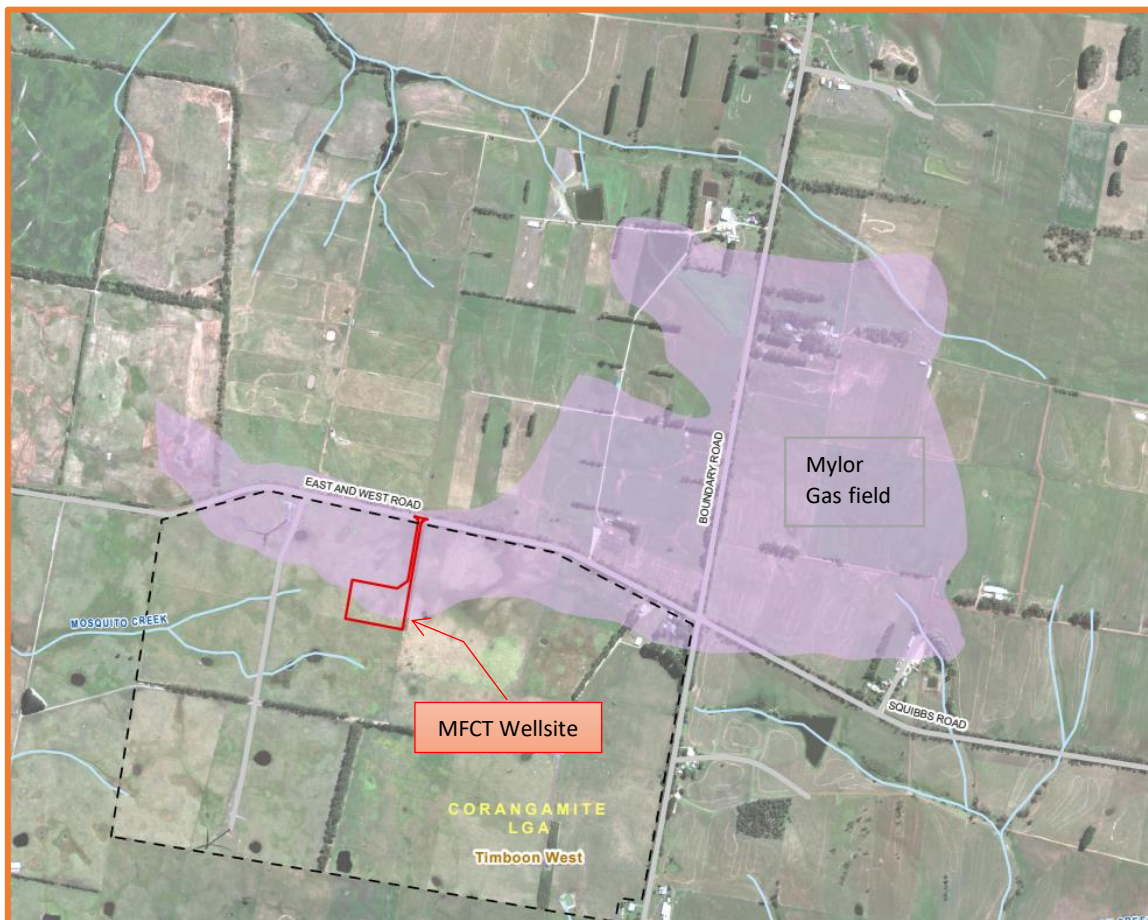 EAST AND WEST ROAD
BOUNDARY ROAD
Mylor
Gas field
MOSQUITO CREEK
MFCT Wellsite
SQUIBBS ROAD
CORANGAMITE
LGA
Timboon West